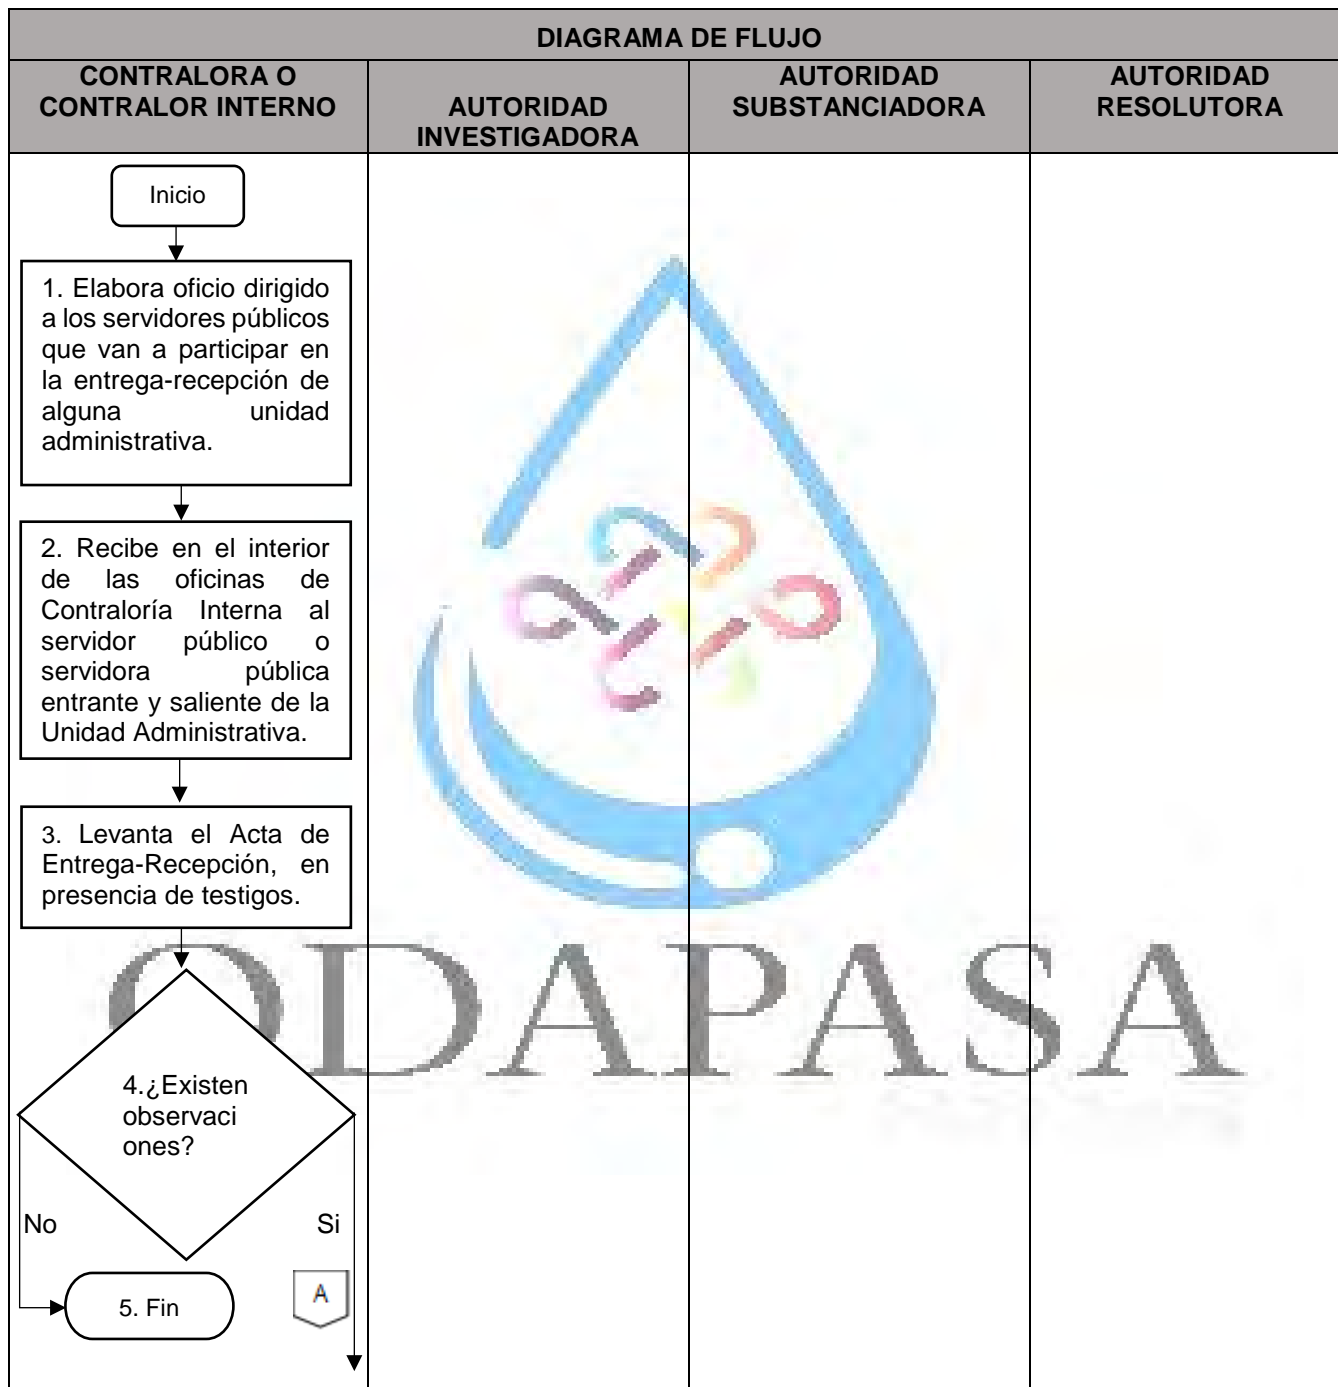 DIAGRAMA DE FLUJO
CONTRALORA O
CONTRALOR INTERNO
AUTORIDAD
INVESTIGADORA
AUTORIDAD
SUBSTANCIADORA
AUTORIDAD
RESOLUTORA
Inicio
1. Elabora oficio dirigido
a los servidores públicos
que van a participar en
la entrega-recepción de
alguna unidad
administrativa.
2. Recibe en el interior
de las oficinas de
Contraloría Interna al
servidor público o
servidora pública
entrante y saliente de la
Unidad Administrativa.
3. Levanta el Acta de
Entrega-Recepción, en
presencia de testigos.
ODAPASA
4.¿Existen
observaci
ones?
No
Si
5. Fin
A